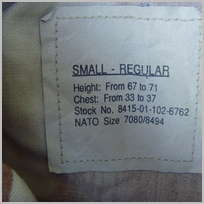 SMALL - REGULAR
Height: From 67 to 71
Chest: From 33 to 37
Stock No. 8415-01-102-6762
NATO Size 7080/8494